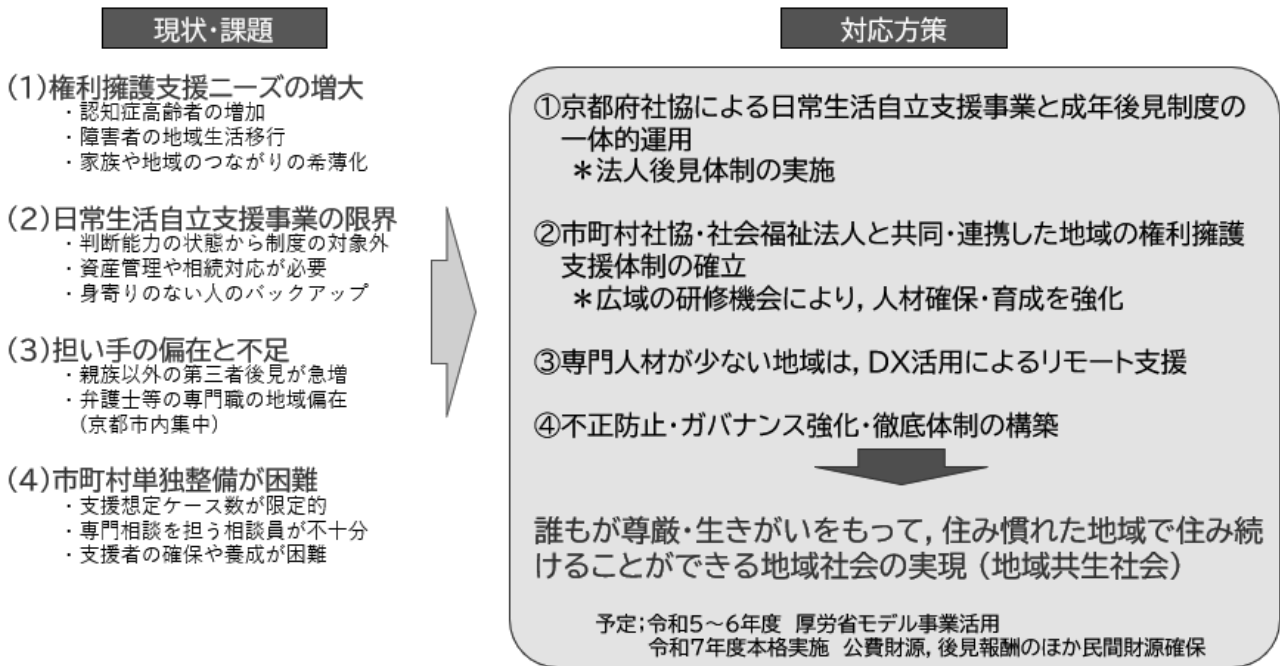 現状・課題
(1)権利擁護支援ニーズの増大
・認知症高齢者の増加
・障害者の地域生活移行
・家族や地域のつながりの希薄化
(2)日常生活自立支援事業の限界
・判断能力の状態から制度の対象外
・資産管理や相続対応が必要
・身寄りのない人のバックアップ
(3)担い手の偏在と不足
・親族以外の第三者後見が急増
・弁護士等の専門職の地域偏在
(京都市内集中)
(4)市町村単独整備が困難
・支援想定ケース数が限定的
・専門相談を担う相談員が不十分
・支援者の確保や養成が困難
対応方策
①京都府社協による日常生活自立支援事業と成年後見制度の
一体的運用
＊法人後見体制の実施
②市町村社協・社会福祉法人と共同・連携した地域の権利擁護
支援体制の確立
＊広域の研修機会により，人材確保・育成を強化
③専門人材が少ない地域は，DX活用によるリモート支援
④不正防止・ガバナンス強化・徹底体制の構築
誰もが尊厳・生きがいをもって，住み慣れた地域で住み続
けることができる地域社会の実現（地域共生社会）
予定；令和5～6年度 厚労省モデル事業活用
令和7年度本格実施 公費財源，後見報酬のほか民間財源確保